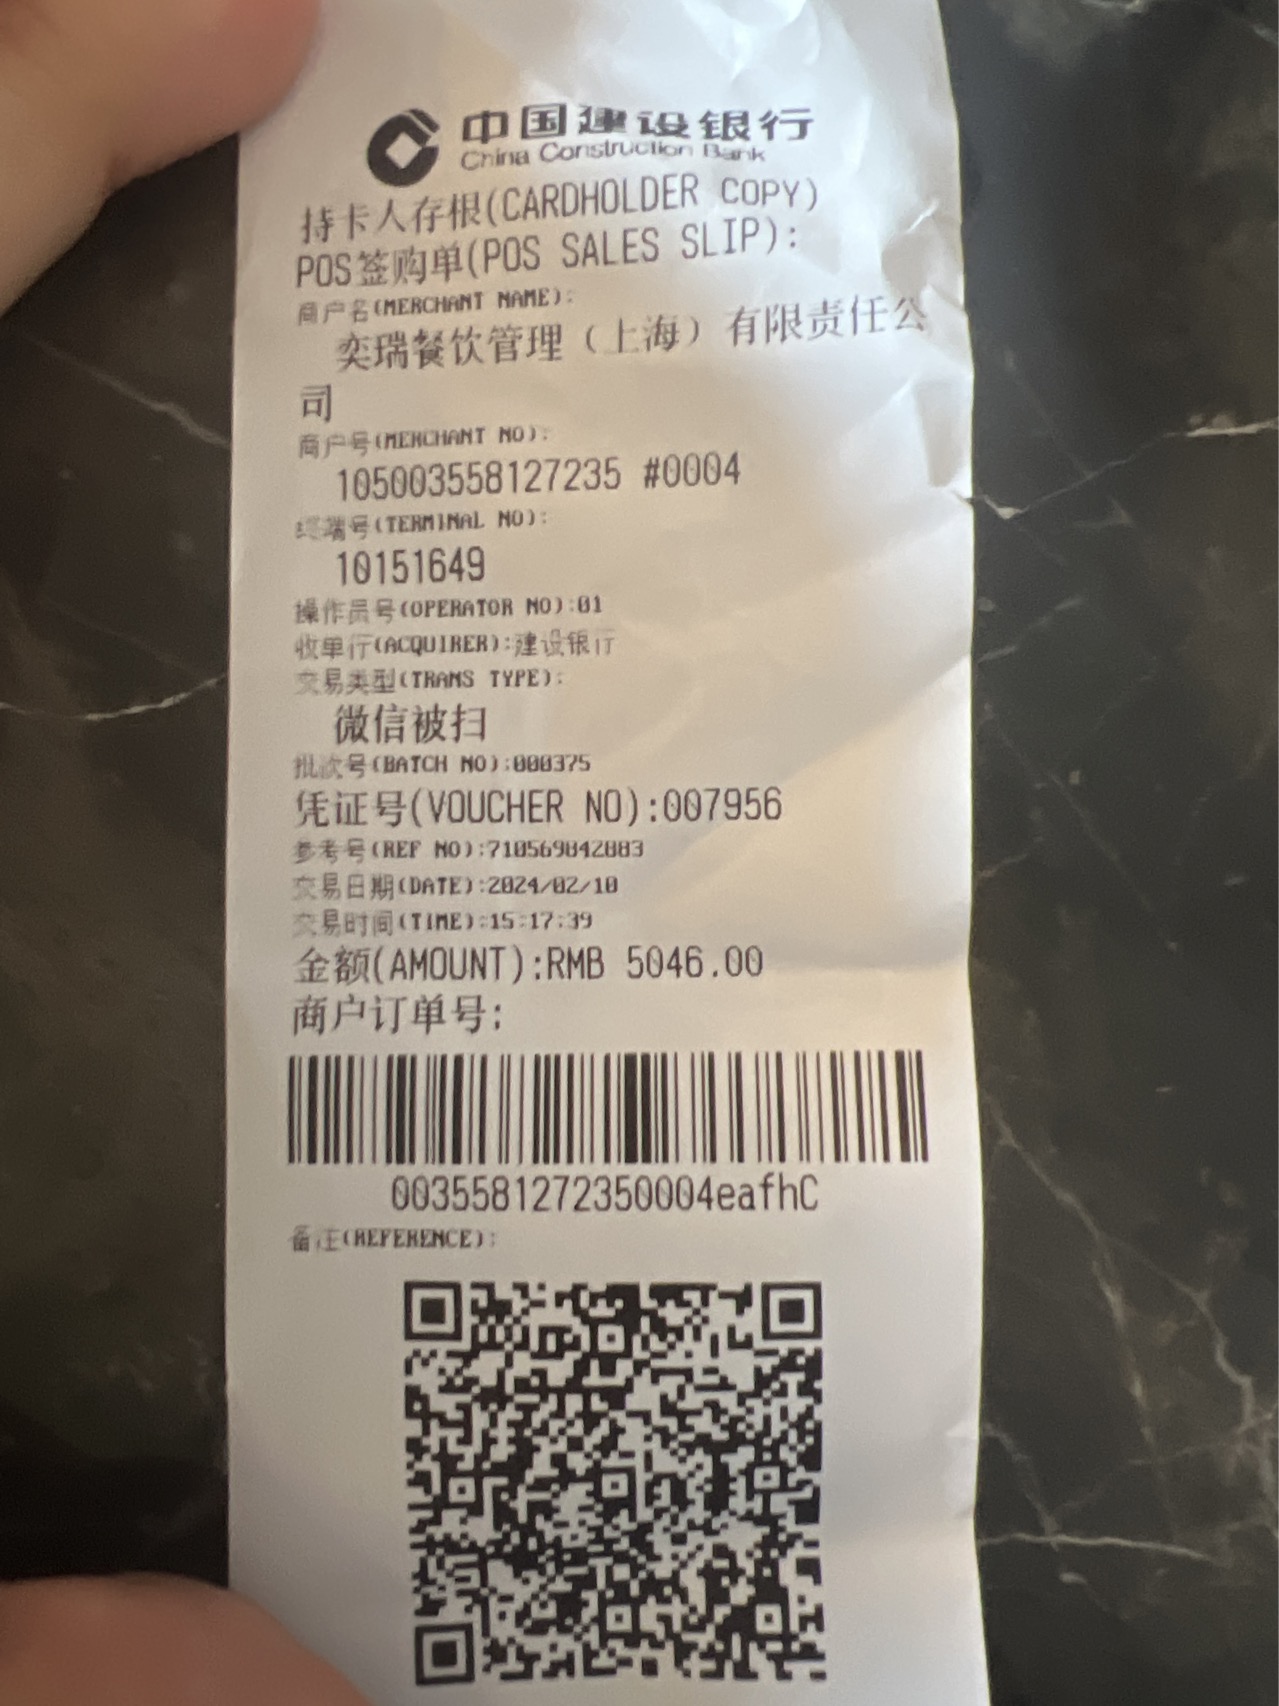 中国建设银行
China Construction Bank
持卡人存根(CARDHOLDER COPY)
POS签购单(POS SALES SLIP):
商户名(MERCHANT NAME):
奕瑞餐饮管理（上海）有限责任公
司
商户号(MERCHANT NO):
105003558127235 #0004
终端号(TERMINAL NO):
10151649
操作员号(OPERATOR NO):01
收单行(ACQUIRER):建设银行
交易类型(TRANS TYPE):
微信被扫
批次号(BATCH NO):000375
凭证号(VOUCHER NO):007956
参考号(REF NO):710569842883
交易日期(DATE):2024/02/10
交易时间(TIME):15:17:39
金额(AMOUNT):RMB 5046.00
商户订单号:
0035581272350004eafhC
备注(REFERENCE):